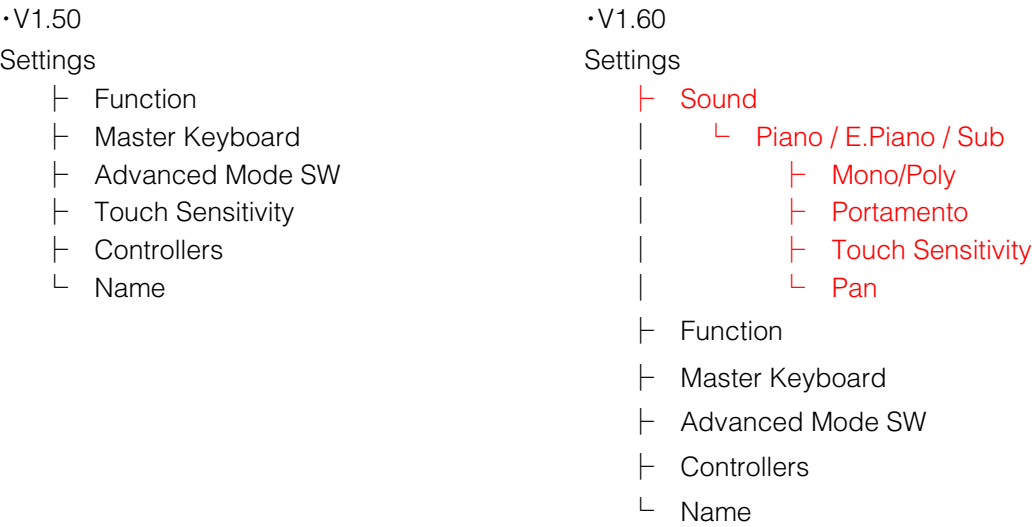 ・V1.50
Settings
├ Function
├ Master Keyboard
├ Advanced Mode SW
├ Touch Sensitivity
├ Controllers
└ Name
・V1.60
Settings
├ Sound
│ └ Piano / E.Piano / Sub
│ ├ Mono/Poly
│ ├ Portamento
│ ├ Touch Sensitivity
│ └ Pan
├ Function
├ Master Keyboard
├ Advanced Mode SW
├ Controllers
└ Name